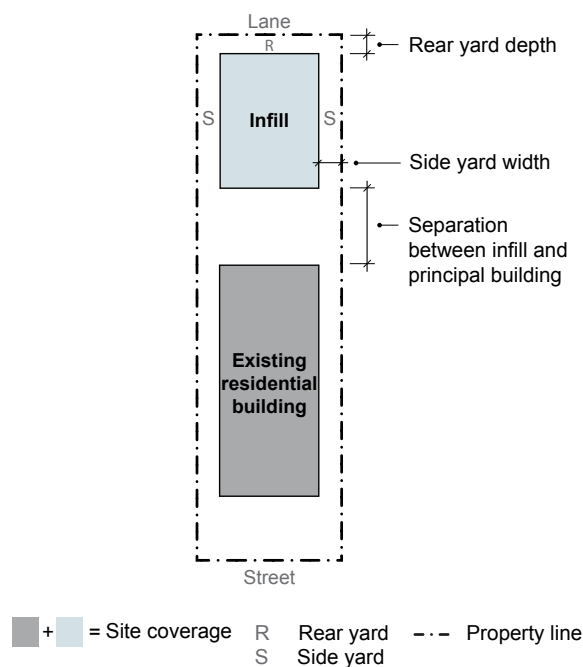 Lane
R
Rear yard depth
S
Infill
S
Side yard width
Separation
between infill and
principal building
Existing
residential
building
Street
+ = Site coverage
R Rear yard
Property line
S Side yard